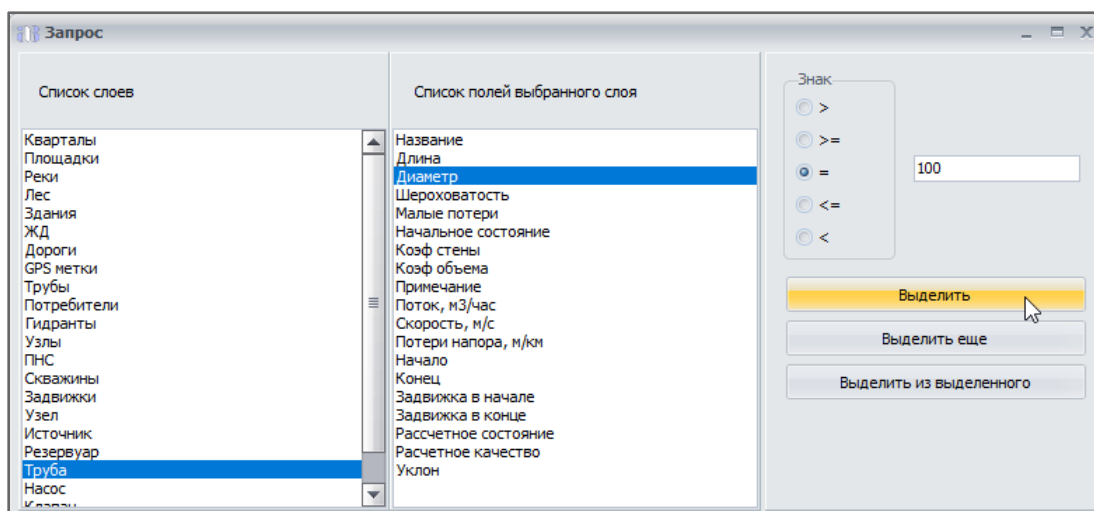 Запрос
Список слоев
Кварталы
Площадки
Реки
Лес
Здания
ЖД
Дороги
GPS метки
Трубы
Потребители
Гидранты
Узлы
ПНС
Скважины
Задвижки
Узел
Источник
Резервуар
Труба
Насос
Клапан
Список полей выбранного слоя
Название
Длина
Диаметр
Шероховатость
Малые потери
Начальное состояние
Коэф стены
Коэф объема
Примечание
Поток, м3/час
Скорость, м/с
Потери напора, м/км
Начало
Конец
Задвижка в начале
Задвижка в конце
Рассчетное состояние
Расчетное качество
Уклон
Знак
>
>=
=
<=
<
100
Выделить
Выделить еще
Выделить из выделенного